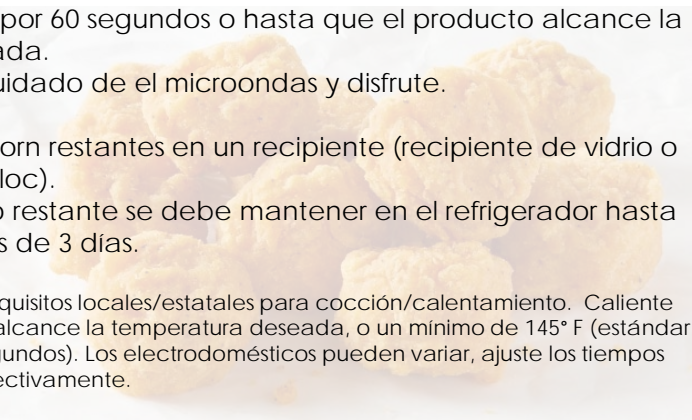 por 60 segundos o hasta que el producto alcance la
ada.
uidado de el microondas y disfrute.
orn restantes en un recipiente (recipiente de vidrio o
loc).
o restante se debe mantener en el refrigerador hasta
s de 3 días.
quisitos locales/estatales para cocción/calentamiento. Caliente
alcance la temperatura deseada, o un mínimo de 145° F (estándar
gundos). Los electrodomésticos pueden variar, ajuste los tiempos
ectivamente.